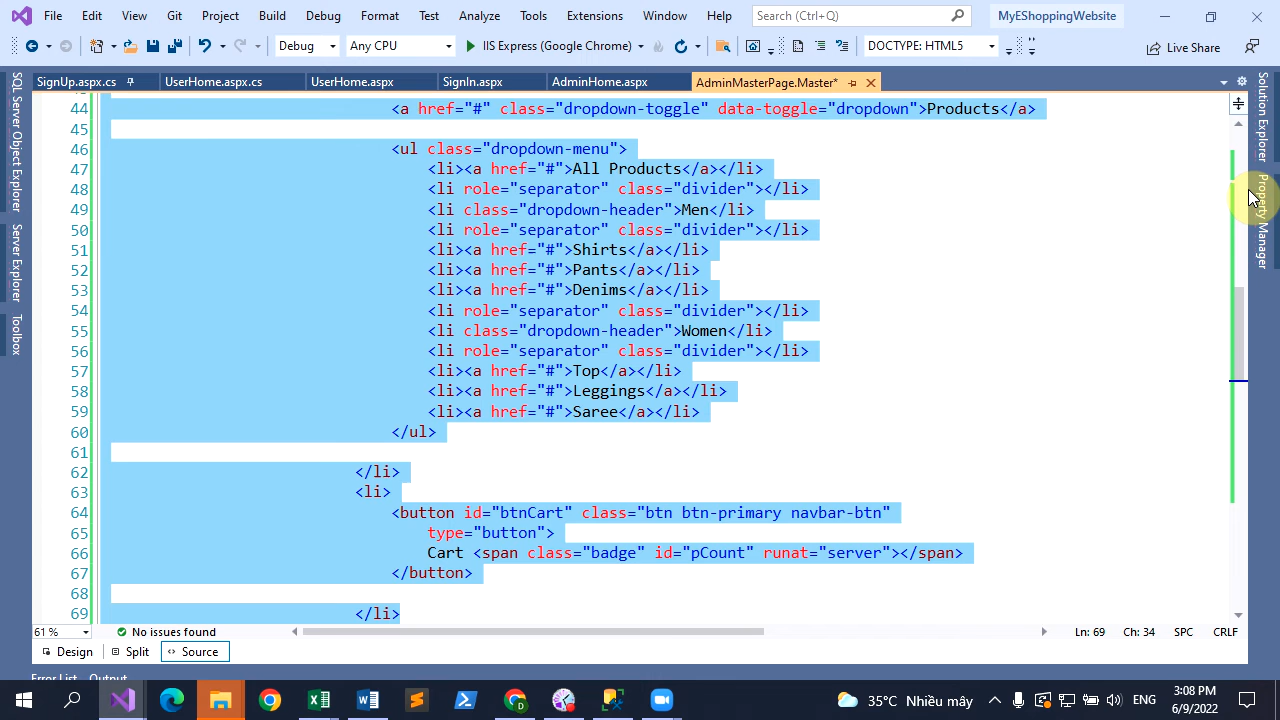 File Edit View Git Project Build Debug Format Test Analyze Tools Extensions Window Help Search (Ctrl+Q) MyEShoppingWebsite
Debug Any CPU IIS Express (Google Chrome) DOCTYPE: HTML5 Live Share
SignUp.aspx.cs UserHome.aspx.cs UserHome.aspx SignIn.aspx AdminHome.aspx AdminMasterPage.Master*
SQL Server Object Explorer
Server Explorer
Toolbox
44 <a href="#" class="dropdown-toggle" data-toggle="dropdown">Products</a>
45
46 <ul class="dropdown-menu">
47 <li><a href="#">All Products</a></li>
48 <li role="separator" class="divider"></li>
49 <li class="dropdown-header">Men</li>
50 <li role="separator" class="divider"></li>
51 <li><a href="#">Shirts</a></li>
52 <li><a href="#">Pants</a></li>
53 <li><a href="#">Denims</a></li>
54 <li role="separator" class="divider"></li>
55 <li class="dropdown-header">Women</li>
56 <li role="separator" class="divider"></li>
57 <li><a href="#">Top</a></li>
58 <li><a href="#">Leggings</a></li>
59 <li><a href="#">Saree</a></li>
60 </ul>
61
62 </li>
63 <li>
64 <button id="btnCart" class="btn btn-primary navbar-btn"
65 type="button">
66 Cart <span class="badge" id="pCount" runat="server"></span>
67 </button>
68
69 </li>
Solution Explorer
Property Manager
61 % No issues found Ln: 69 Ch: 34 SPC CRLF
Design Split Source
Error List Output
35°C Nhiều mây ENG 3:08 PM
6/9/2022